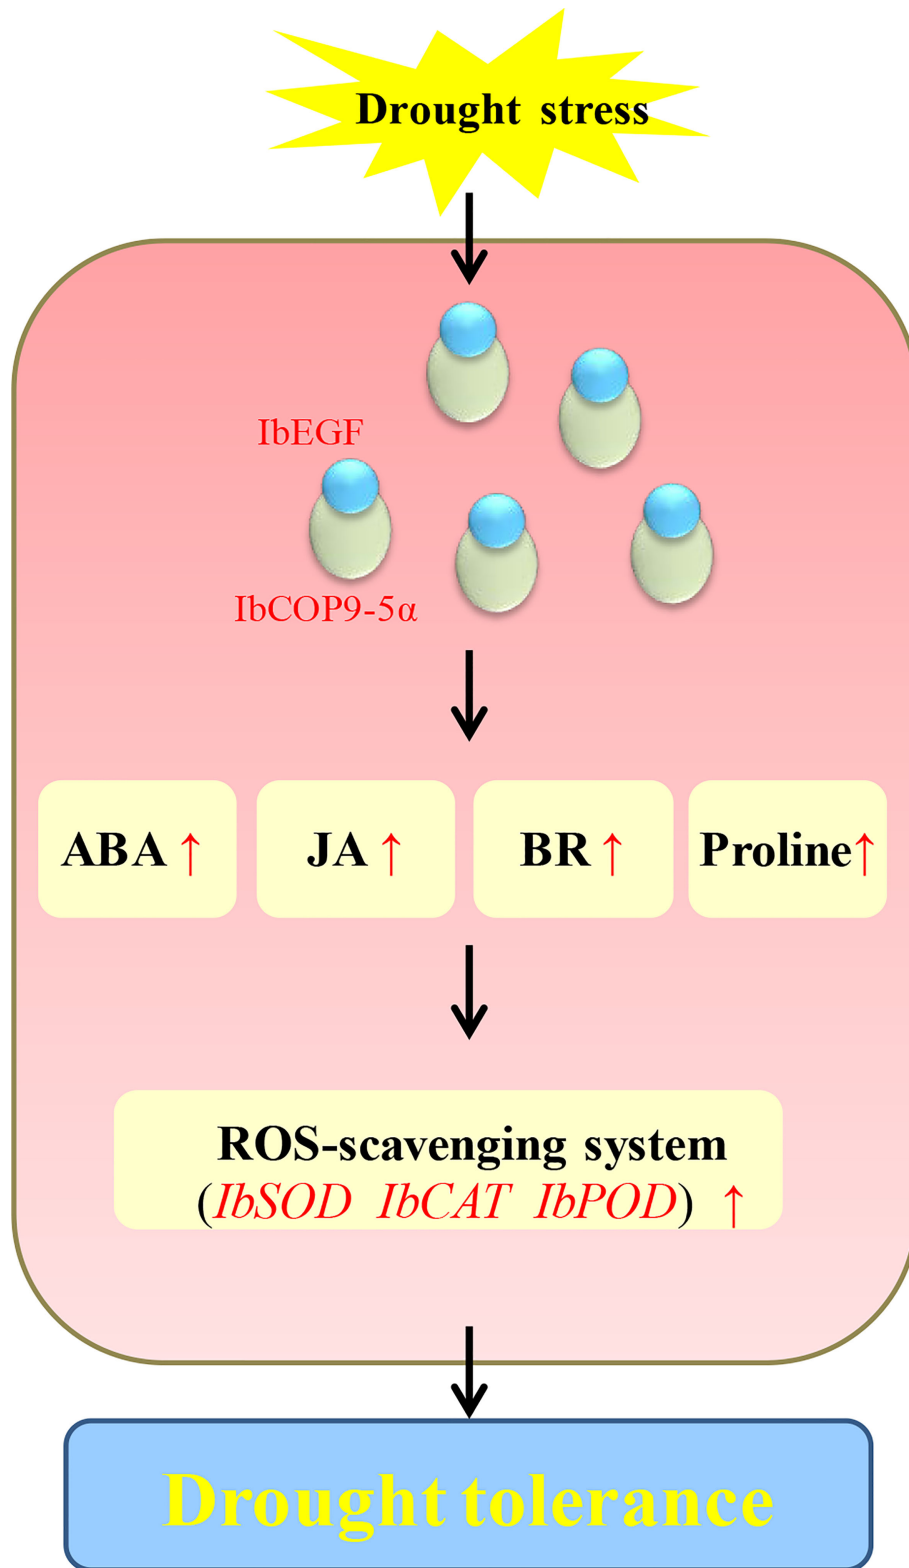 Drought stress
IbEGF
IbCOP9-5α
ABA ↑
JA ↑
BR ↑
Proline↑
ROS-scavenging system
(IbSOD IbCAT IbPOD) ↑
Drought tolerance